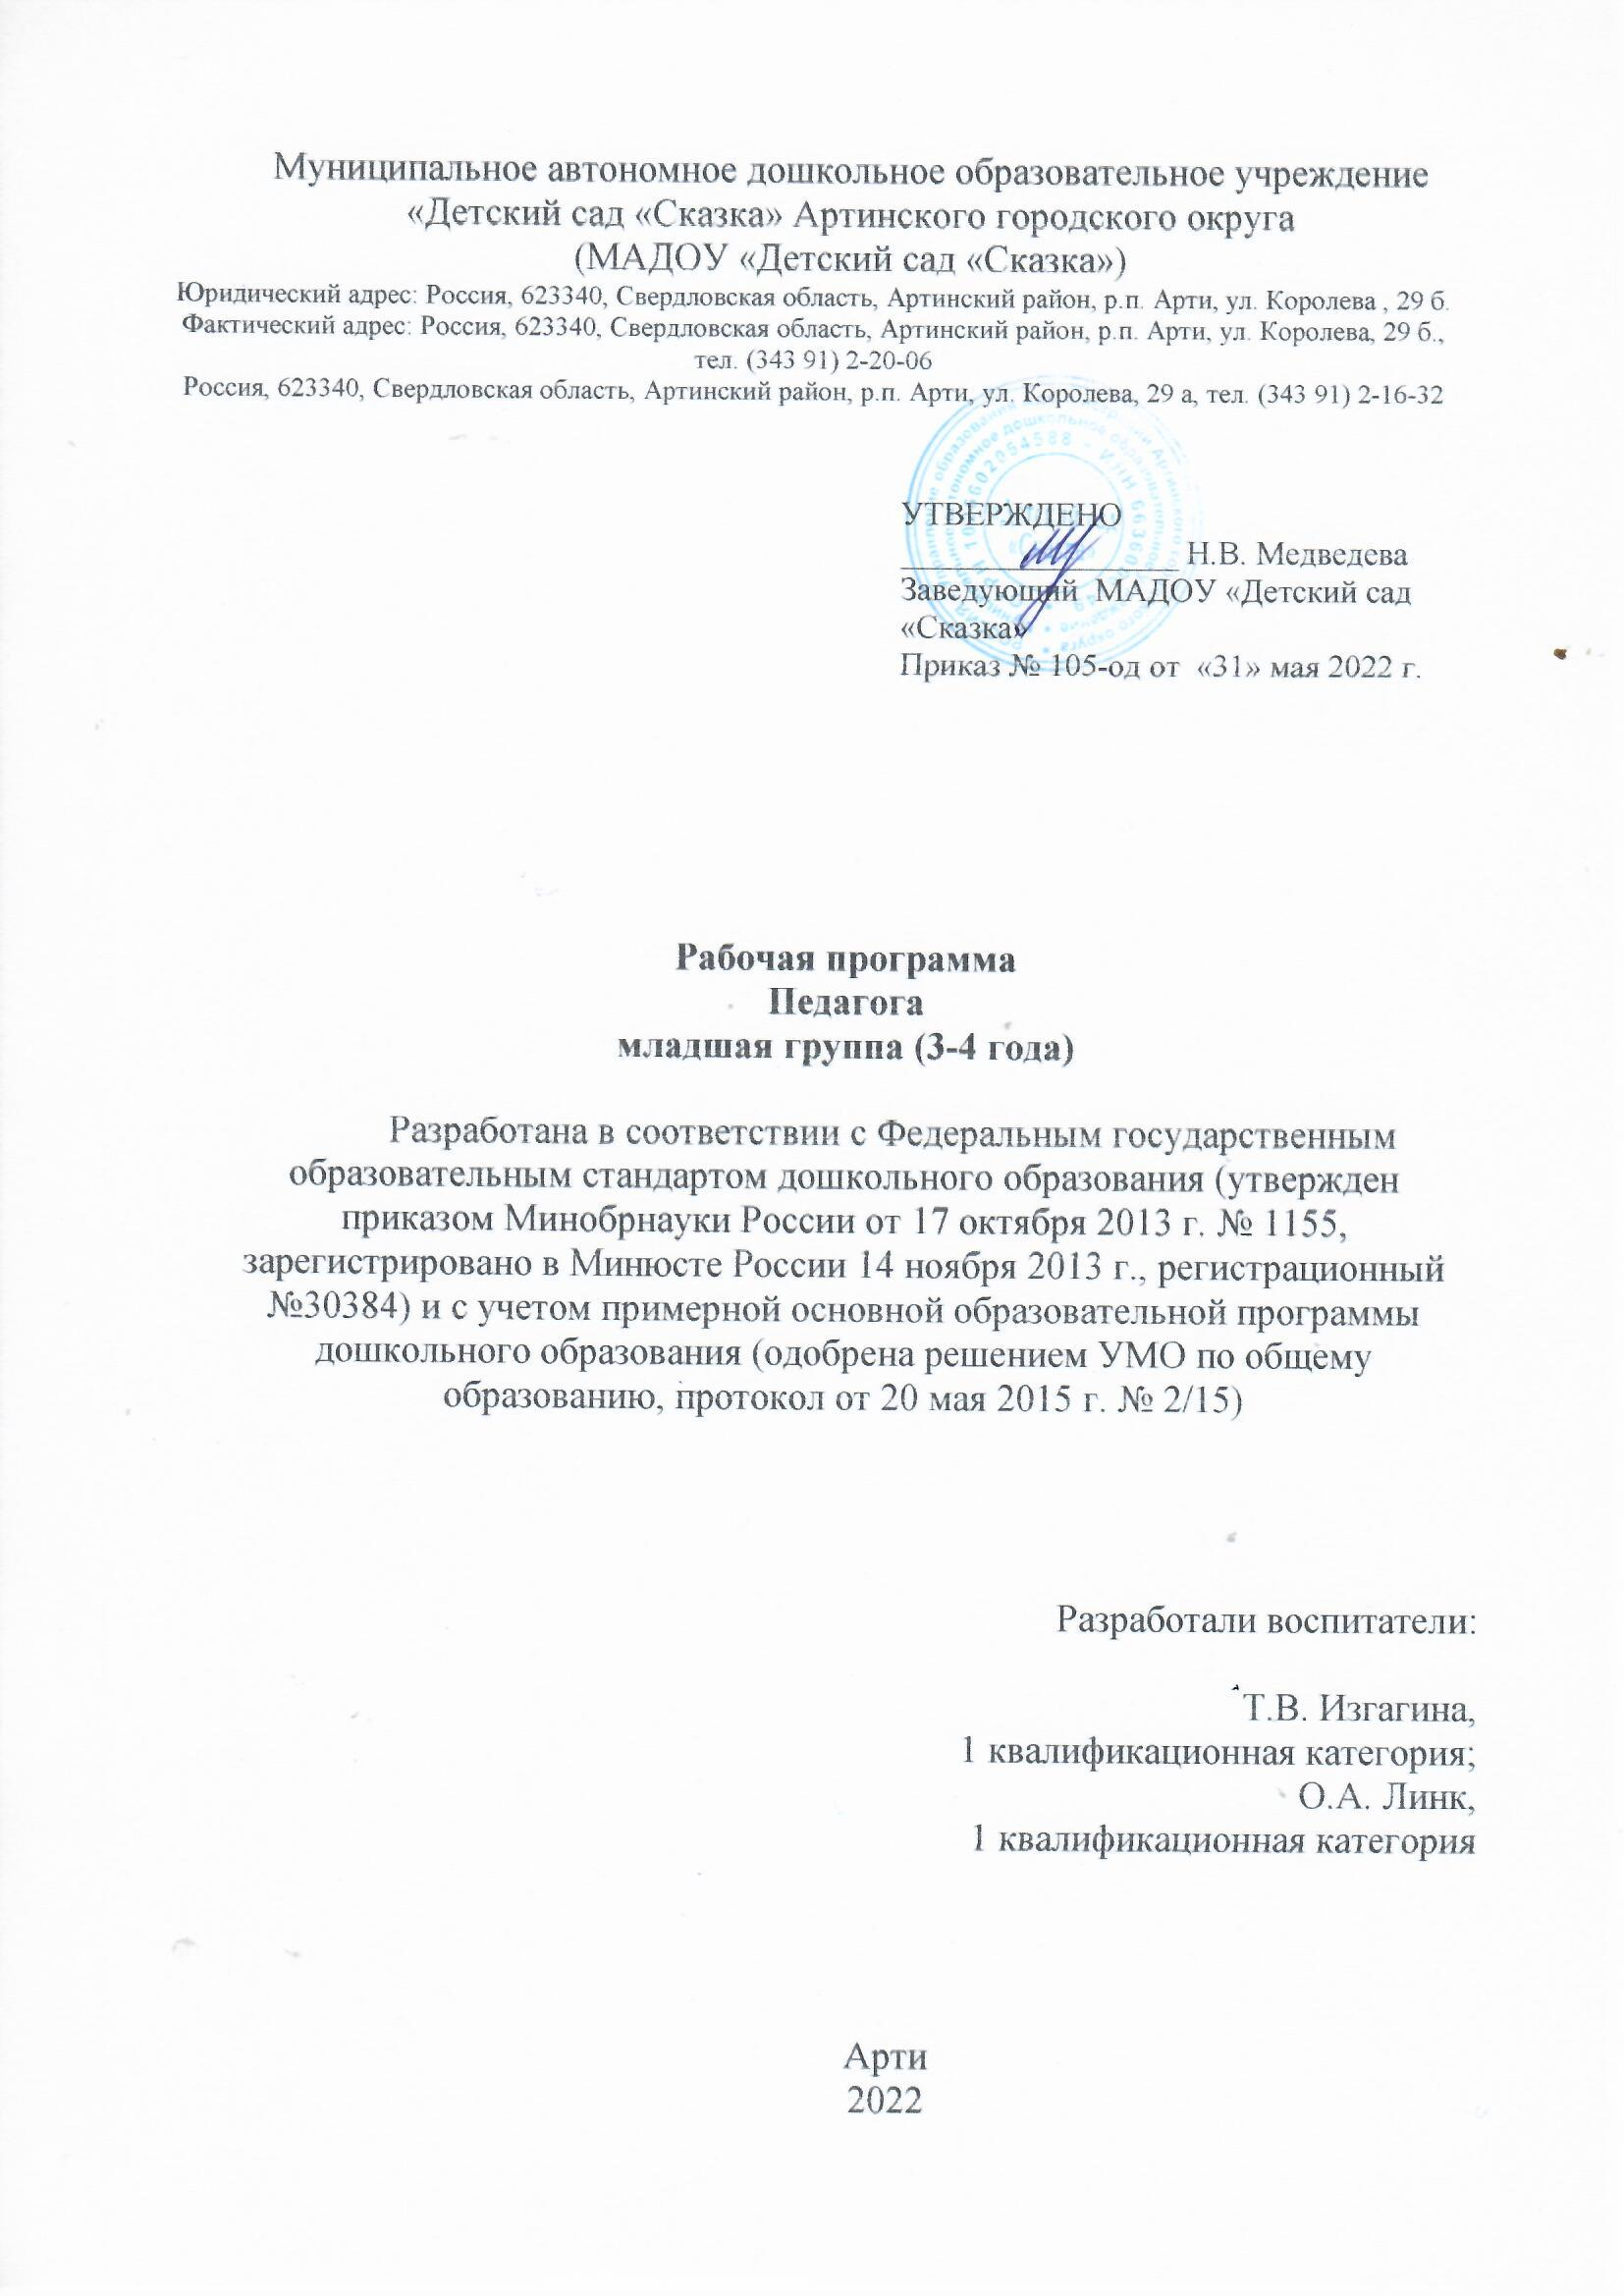 Муниципальное автономное дошкольное образовательное учреждение
«Детский сад «Сказка» Артинского городского округа
(МАДОУ «Детский сад «Сказка»)
Юридический адрес: Россия, 623340, Свердловская область, Артинский район, р.п. Арти, ул. Королева , 29 б.
Фактический адрес: Россия, 623340, Свердловская область, Артинский район, р.п. Арти, ул. Королева, 29 б.,
тел. (343 91) 2-20-06
Россия, 623340, Свердловская область, Артинский район, р.п. Арти, ул. Королева, 29 а, тел. (343 91) 2-16-32
УТВЕРЖДЕНО
________________ Н.В. Медведева
Заведующий МАДОУ «Детский сад
«Сказка»
Приказ № 105-од от «31» мая 2022 г.
Рабочая программа
Педагога
младшая группа (3-4 года)
Разработана в соответствии с Федеральным государственным
образовательным стандартом дошкольного образования (утвержден
приказом Минобрнауки России от 17 октября 2013 г. № 1155,
зарегистрировано в Минюсте России 14 ноября 2013 г., регистрационный
№30384) и с учетом примерной основной образовательной программы
дошкольного образования (одобрена решением УМО по общему
образованию, протокол от 20 мая 2015 г. № 2/15)
Разработали воспитатели:
Т.В. Изгагина,
1 квалификационная категория;
О.А. Линк,
1 квалификационная категория
Арти
2022